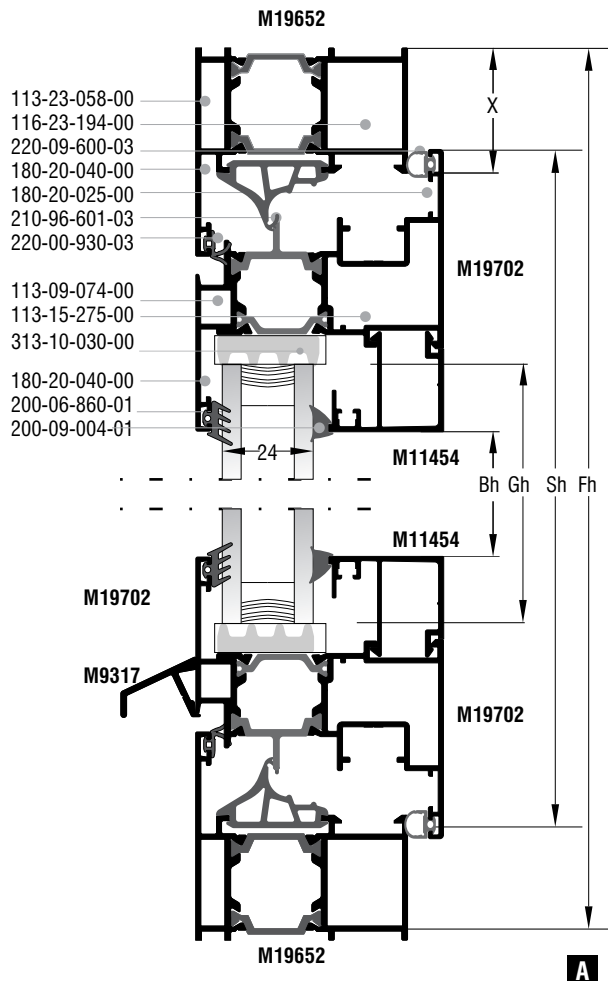 M19652
113-23-058-00
116-23-194-00
220-09-600-03
180-20-040-00
180-20-025-00
210-96-601-03
220-00-930-03
X
M19702
113-09-074-00
113-15-275-00
313-10-030-00
180-20-040-00
200-06-860-01
200-09-004-01
24
M11454
Bh Gh Sh Fh
M11454
M19702
M9317
M19702
M19652
A